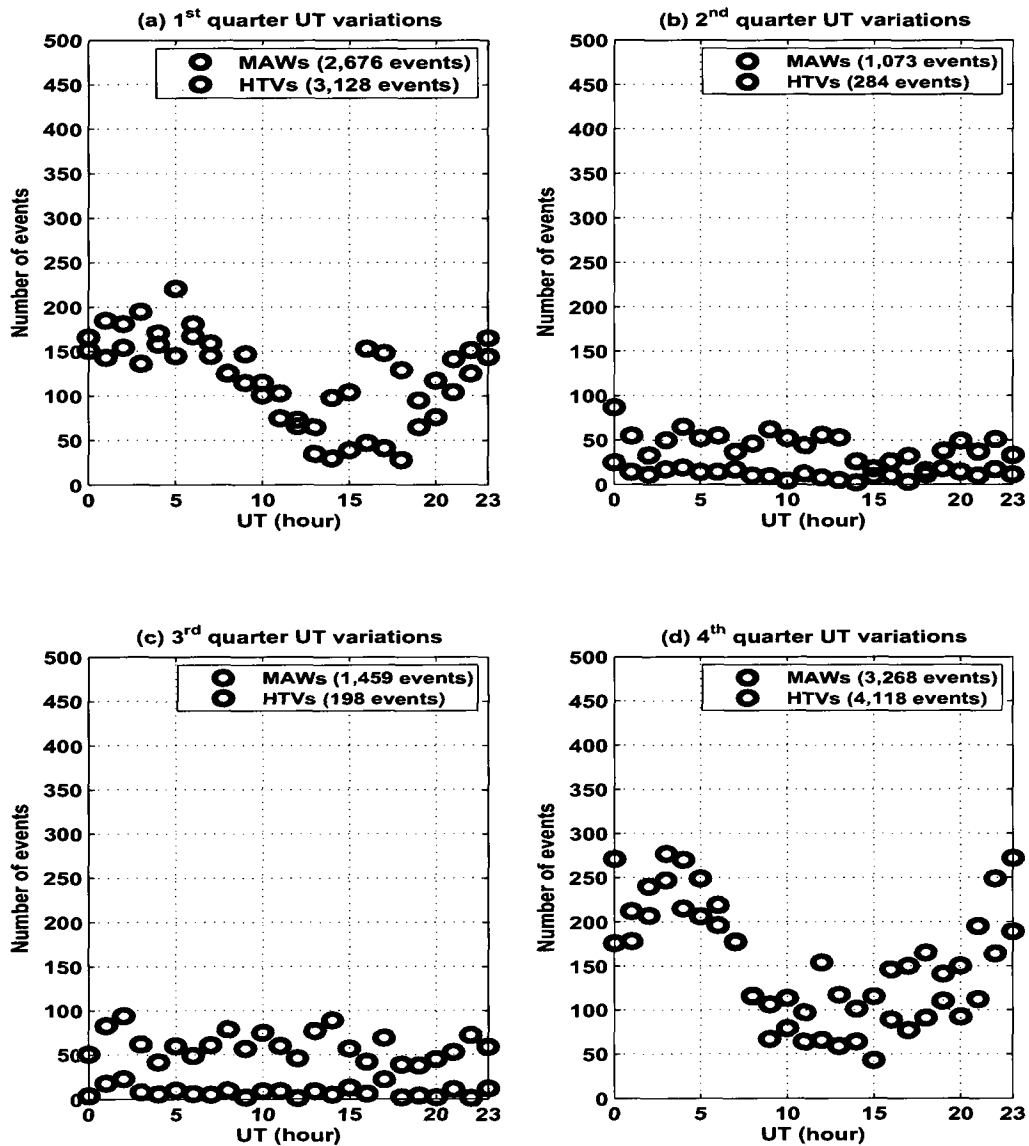 (a) 1st quarter UT variations
500
450
400
350
300
250
200
150
100
50
0
Number of events
MAWs (2,676 events)
HTVs (3,128 events)
0 5 10 15 20 23
UT (hour)
(b) 2nd quarter UT variations
500
450
400
350
300
250
200
150
100
50
0
Number of events
MAWs (1,073 events)
HTVs (284 events)
0 5 10 15 20 23
UT (hour)
(c) 3rd quarter UT variations
500
450
400
350
300
250
200
150
100
50
0
Number of events
MAWs (1,459 events)
HTVs (198 events)
0 5 10 15 20 23
UT (hour)
(d) 4th quarter UT variations
500
450
400
350
300
250
200
150
100
50
0
Number of events
MAWs (3,268 events)
HTVs (4,118 events)
0 5 10 15 20 23
UT (hour)